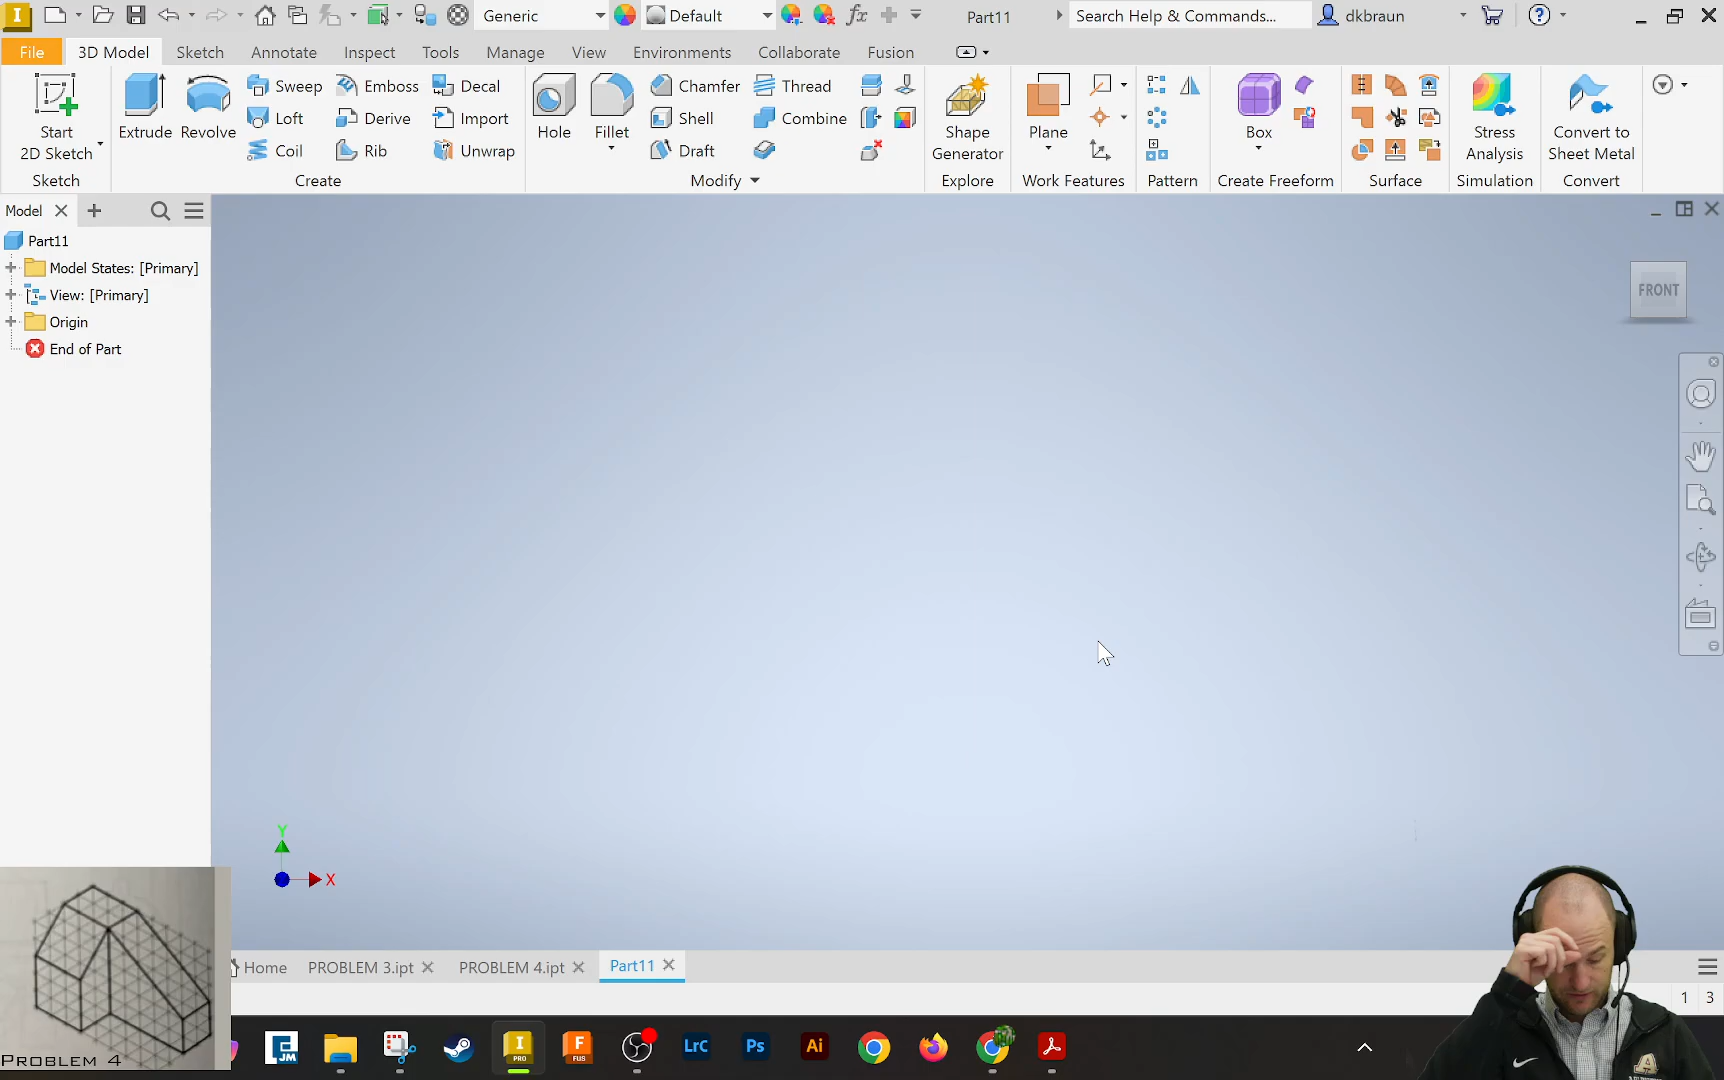 Generic
Default
Part11
Search Help & Commands...
dkbraun
File 3D Model Sketch Annotate Inspect Tools Manage View Environments Collaborate Fusion
Start
2D Sketch
Sketch
Extrude
Revolve
Sweep
Emboss
Decal
Loft
Derive
Import
Coil
Rib
Unwrap
Create
Hole
Fillet
Chamfer
Thread
Shell
Combine
Draft
Modify
Shape
Generator
Explore
Plane
Work Features
Pattern
Box
Create Freeform
Surface
Stress
Analysis
Simulation
Convert to
Sheet Metal
Convert
Model
Part11
Model States: [Primary]
View: [Primary]
Origin
End of Part
FRONT
Y
X
PROBLEM 4
Home PROBLEM 3.ipt PROBLEM 4.ipt Part11
1 3
I
PRO
F
FUS
LrC
Ps
Ai
JM
A